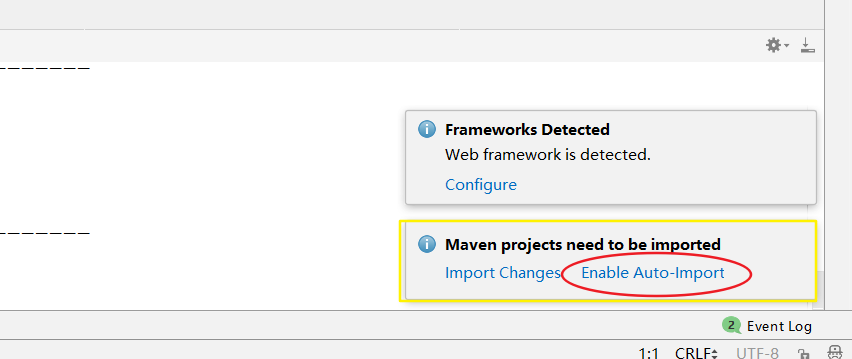 Frameworks Detected
Web framework is detected.
Configure
Maven projects need to be imported
Import Changes Enable Auto-Import
2 Event Log
1:1 CRLF UTF-8